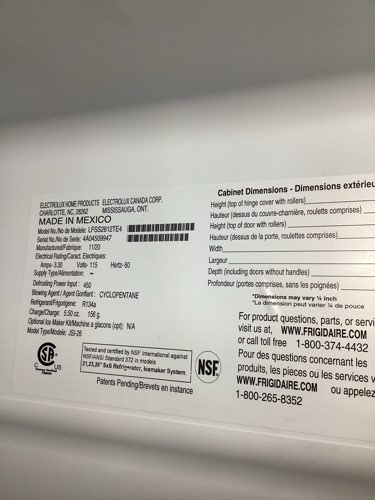 ELECTROLUX HOME PRODUCTS ELECTROLUX CANADA CORP.
CHARLOTTE, NC, 28262 MISSISSAUGA, ONT.
MADE IN MEXICO
Model No./No de Modele: LFSS2612TE4
Serial No./No de Série: 4A04509947
Manufactured/Fabriqué: 11/20
Electrical Rating/Caract. Électriques:
Amps- 3.30 Volts- 115 Hertz-60
Supply Type/Alimentation: ~
Defrosting Power Input : 450
Blowing Agent / Agent Gonflant : CYCLOPENTANE
Refrigerant/Frigorigene: R134a
Charge/Charge: 5.50 oz. 156 g.
Optional Ice Maker Kit/Machine a glacons (opt): N/A
Model Type/Modele: JSI-26
Tested and certified by NSF International against
NSF/ANSI Standard 372 in models
21,23,26" SxS Refrigerator, Icemaker System.
NSF
Patents Pending/Brevets en instance
Cabinet Dimensions - Dimensions extérieu
Height (top of hinge cover with rollers)
Hauteur (dessus du couvre-charnière, roulettes comprises)
Height (top of door with rollers)
Hauteur (dessus de la porte, roulettes comprises)
Width
Largeur
Depth (including doors without handles)
Profondeur (portes comprises, sans les poignées)
*Dimensions may vary ¼ inch
*La dimension peut varier ¼ de pouce
For product questions, parts, or servi
visit us at, WWW.FRIGIDAIRE.COM
or call toll free 1-800-374-4432
Pour des questions concernant les
produits, pieces ou les services v
WWW.FRIGIDAIRE.COM ou appelez
1-800-265-8352